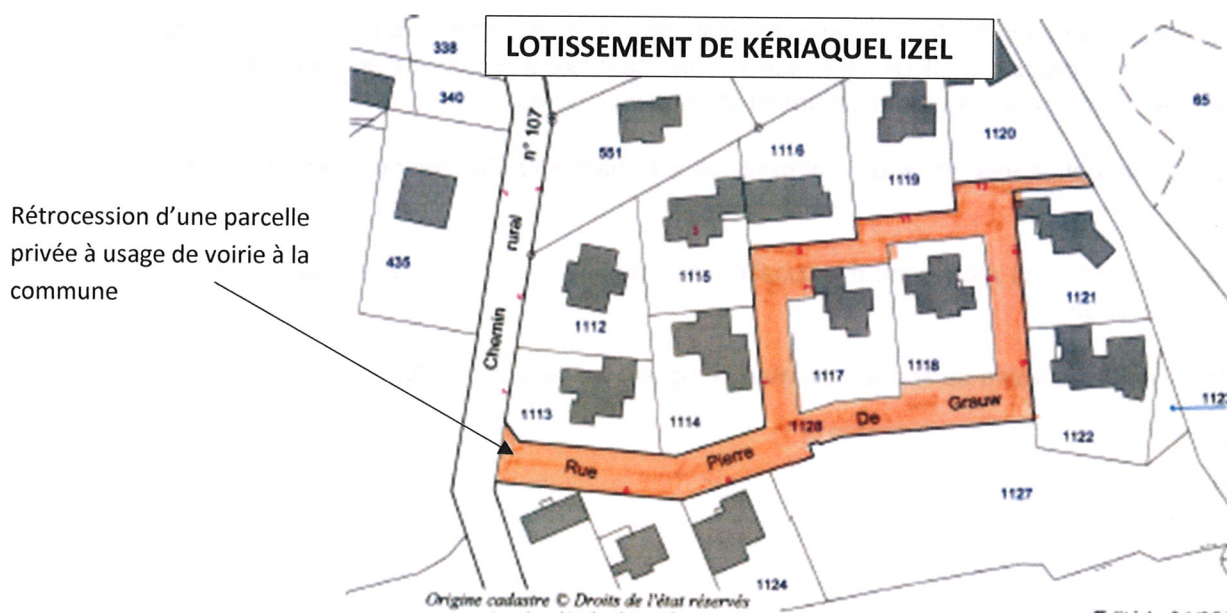 LOTISSEMENT DE KÉRIAQUEL IZEL
338
340
n° 107
rural
Chemin
551
1116
1119
1120
65
Rétrocession d'une parcelle
privée à usage de voirie à la
commune
435
1115
1112
1121
1117
1118
1113
1114
1128
De
Grauw
1122
1123
Rue
Pierre
1127
1124
Origine cadastre © Droits de l'état réservés